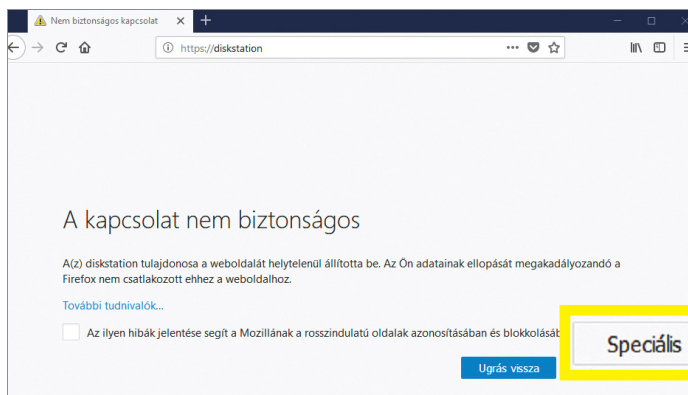 Nem biztonságos kapcsolat
https://diskstation
A kapcsolat nem biztonságos
A(z) diskstation tulajdonosa a weboldalát helytelenül állította be. Az Ön adatainak ellopását megakadályozandó a
Firefox nem csatlakozott ehhez a weboldalhoz.
További tudnivalók...
Az ilyen hibák jelentése segít a Mozillának a rosszindulatú oldalak azonosításában és
Speciális
Ugrás vissza